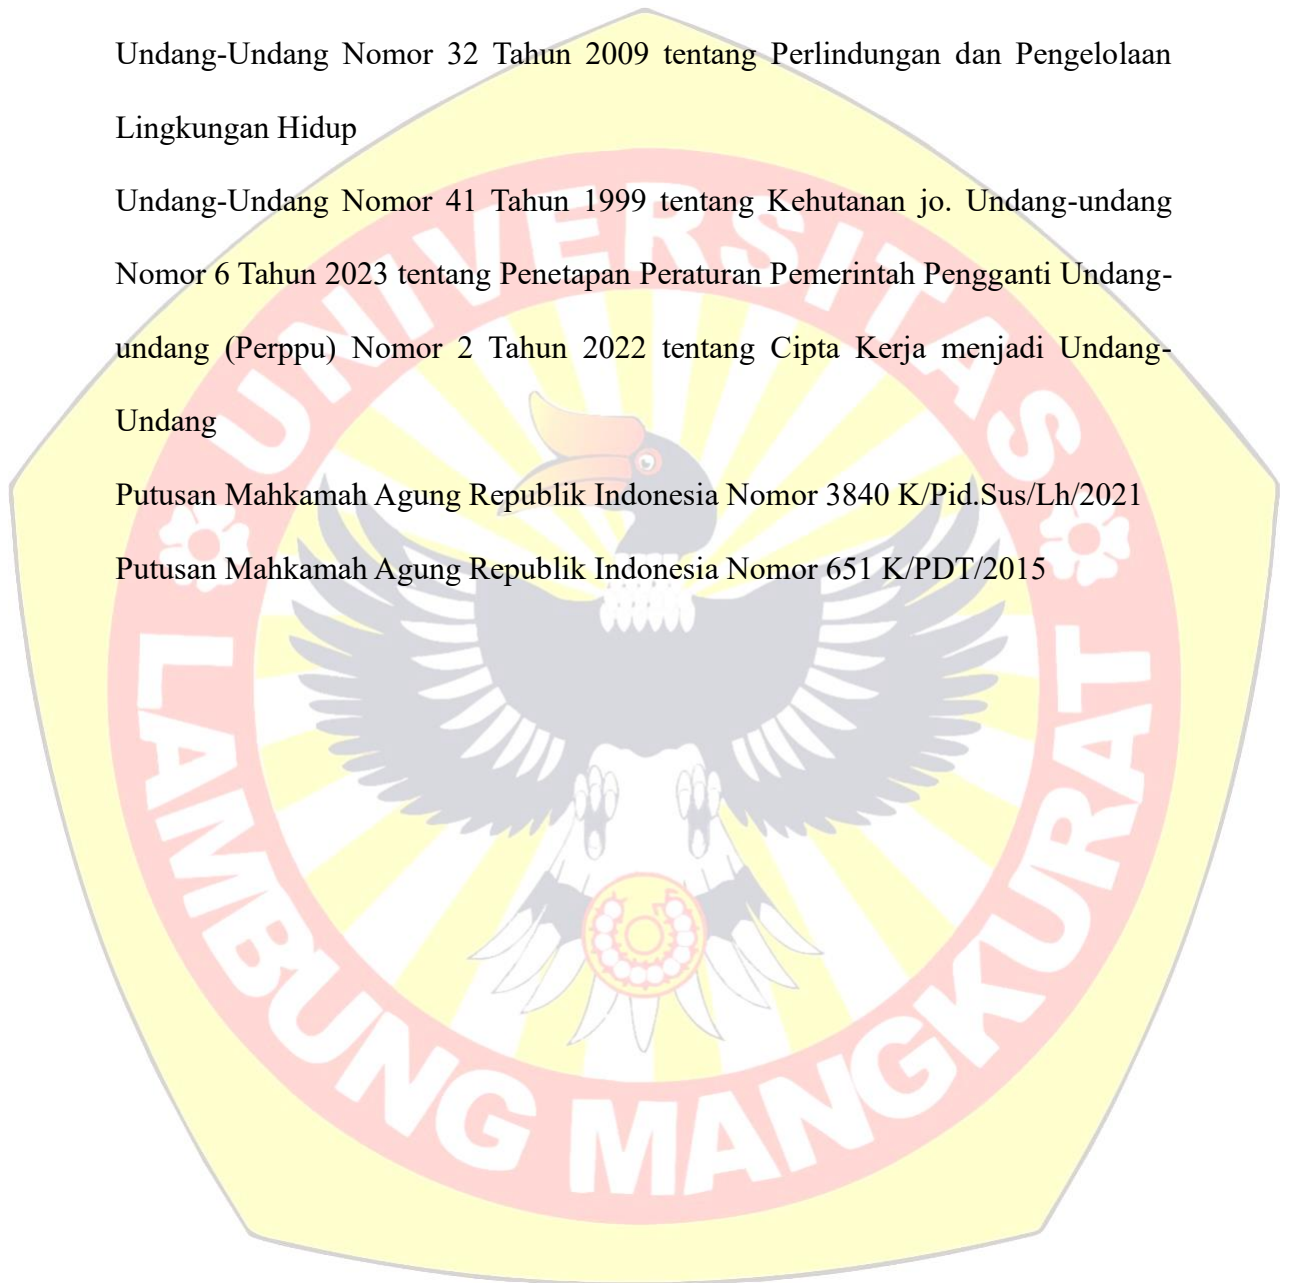 Undang-Undang Nomor 32 Tahun 2009 tentang Perlindungan dan Pengelolaan
Lingkungan Hidup
Undang-Undang Nomor 41 Tahun 1999 tentang Kehutanan jo. Undang-undang
Nomor 6 Tahun 2023 tentang Penetapan Peraturan Pemerintah Pengganti Undang-
undang (Perppu) Nomor 2 Tahun 2022 tentang Cipta Kerja menjadi Undang-
Undang
Putusan Mahkamah Agung Republik Indonesia Nomor 3840 K/Pid.Sus/Lh/2021
Putusan Mahkamah Agung Republik Indonesia Nomor 651 K/PDT/2015
UNIVERSITAS
LAMBUNG MANGKURAT